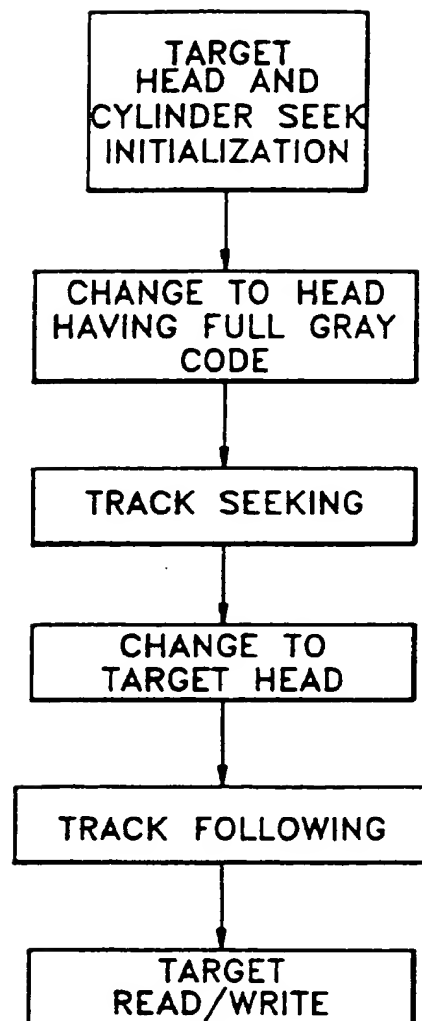 TARGET
HEAD AND
CYLINDER SEEK
INITIALIZATION
CHANGE TO HEAD
HAVING FULL GRAY
CODE
TRACK SEEKING
CHANGE TO
TARGET HEAD
TRACK FOLLOWING
TARGET
READ/WRITE